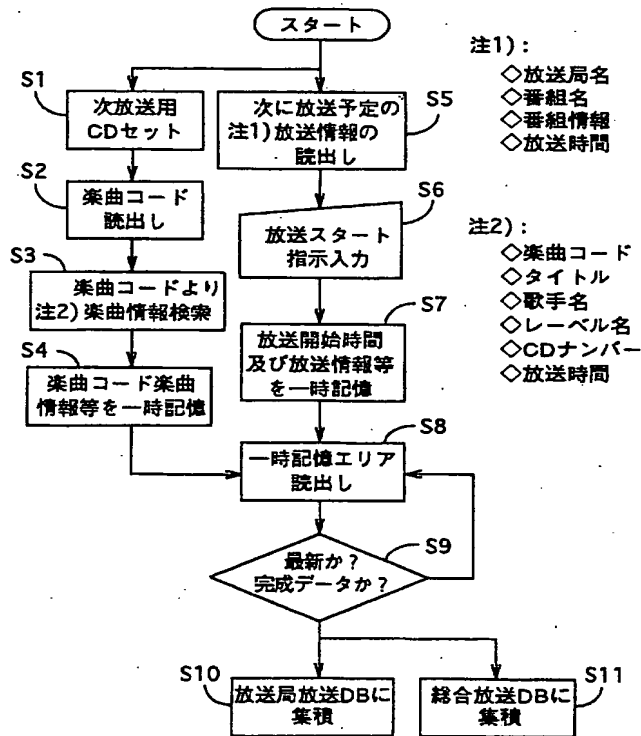 スタート
S1
次放送用
CDセット
S2
楽曲コード
読出し
S3
楽曲コードより
注2)楽曲情報検索
S4
楽曲コード楽曲
情報等を一時記憶
S5
次に放送予定の
注1)放送情報の
読出し
S6
放送スタート
指示入力
S7
放送開始時間
及び放送情報等
を一時記憶
S8
一時記憶エリア
読出し
S9
最新か?
完成データか?
S10
放送局放送DBに
集積
S11
総合放送DBに
集積
注1):
◇放送局名
◇番組名
◇番組情報
◇放送時間
注2):
◇楽曲コード
◇タイトル
◇歌手名
◇レーベル名
◇CDナンバー
◇放送時間